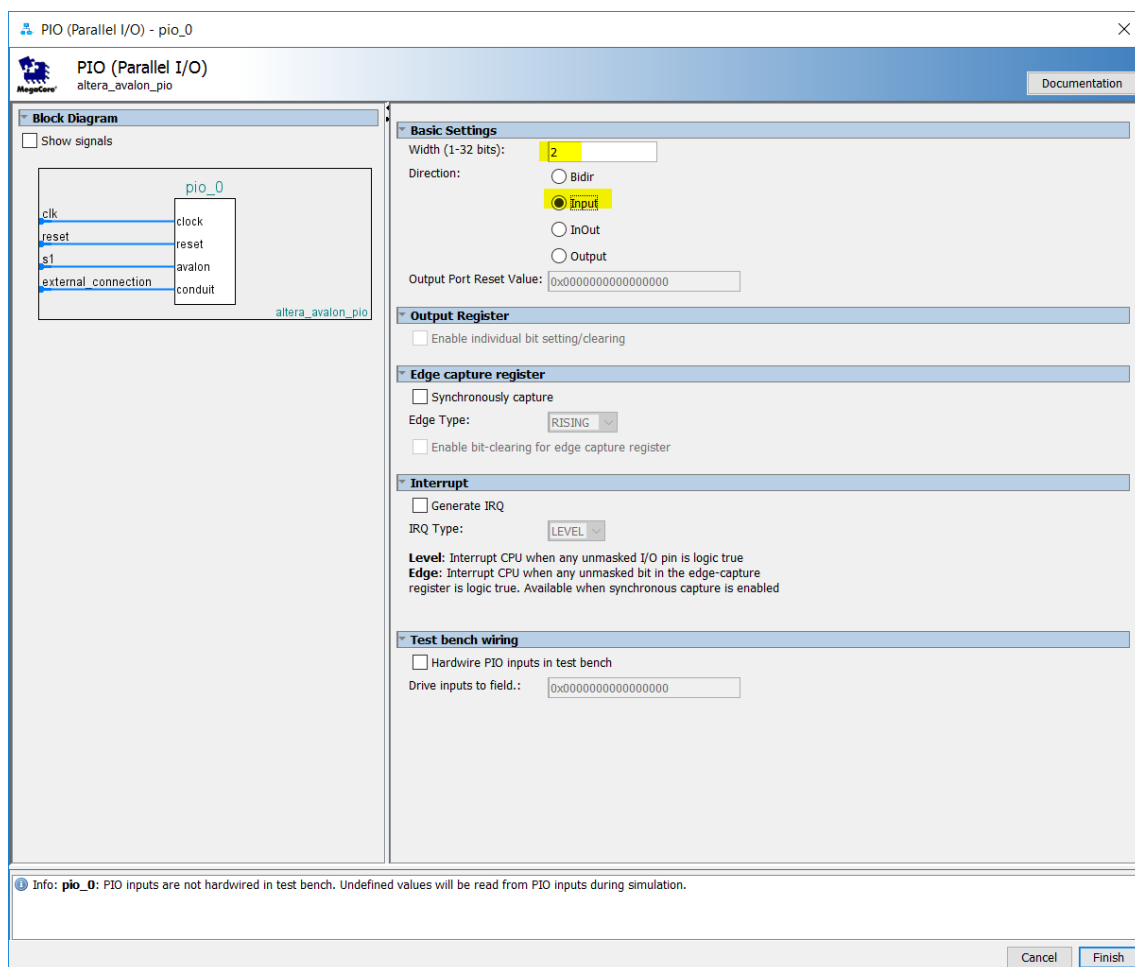 PIO (Parallel I/O) - pio_0
MegaCore'
PIO (Parallel I/O)
altera_avalon_pio
Documentation
Block Diagram
Show signals
pio_0
clk
clock
reset
reset
s1
avalon
external_connection
conduit
altera_avalon_pio
Basic Settings
Width (1-32 bits): 2
Direction:
Bidir
Input
InOut
Output
Output Port Reset Value: 0x0000000000000000
Output Register
Enable individual bit setting/clearing
Edge capture register
Synchronously capture
Edge Type: RISING
Enable bit-clearing for edge capture register
Interrupt
Generate IRQ
IRQ Type: LEVEL
Level: Interrupt CPU when any unmasked I/O pin is logic true
Edge: Interrupt CPU when any unmasked bit in the edge-capture
register is logic true. Available when synchronous capture is enabled
Test bench wiring
Hardwire PIO inputs in test bench
Drive inputs to field.: 0x0000000000000000
Info: pio_0: PIO inputs are not hardwired in test bench. Undefined values will be read from PIO inputs during simulation.
Cancel
Finish